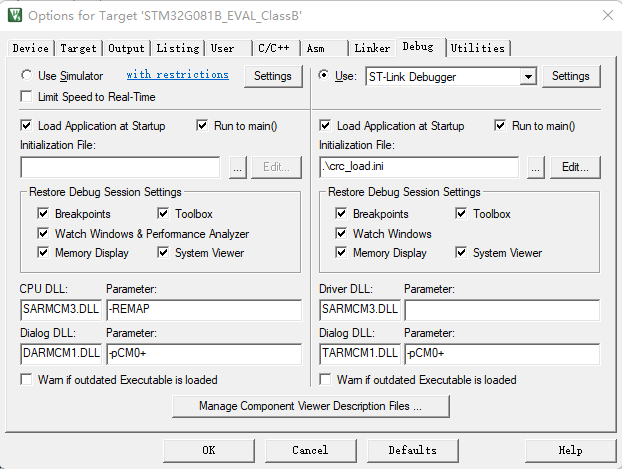 Options for Target 'STM32G081B_EVAL_ClassB'
Device Target Output Listing User C/C++ Asm Linker Debug Utilities
Use Simulator with restrictions Settings
Limit Speed to Real-Time
Use: ST-Link Debugger Settings
Load Application at Startup Run to main()
Initialization File:
... Edit...
Load Application at Startup Run to main()
Initialization File:
.\crc_load.ini ... Edit...
Restore Debug Session Settings
Breakpoints Toolbox
Watch Windows & Performance Analyzer
Memory Display System Viewer
Restore Debug Session Settings
Breakpoints Toolbox
Watch Windows
Memory Display System Viewer
CPU DLL: Parameter:
SARMCM3.DLL -REMAP
Dialog DLL: Parameter:
DARMCM1.DLL -pCM0+
Warn if outdated Executable is loaded
Driver DLL: Parameter:
SARMCM3.DLL
Dialog DLL: Parameter:
TARMCM1.DLL -pCM0+
Warn if outdated Executable is loaded
Manage Component Viewer Description Files ...
OK Cancel Defaults Help